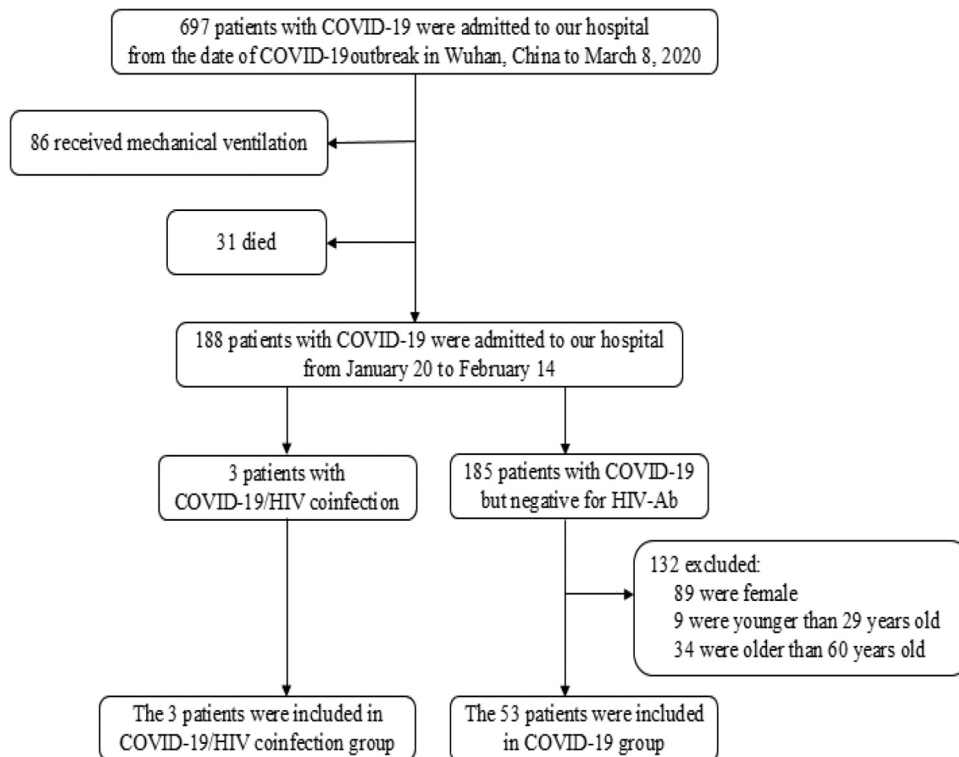 697 patients with COVID-19 were admitted to our hospital
from the date of COVID-19outbreak in Wuhan, China to March 8, 2020
86 received mechanical ventilation
31 died
188 patients with COVID-19 were admitted to our hospital
from January 20 to February 14
3 patients with
COVID-19/HIV coinfection
185 patients with COVID-19
but negative for HIV-Ab
132 excluded:
89 were female
9 were younger than 29 years old
34 were older than 60 years old
The 3 patients were included in
COVID-19/HIV coinfection group
The 53 patients were included
in COVID-19 group